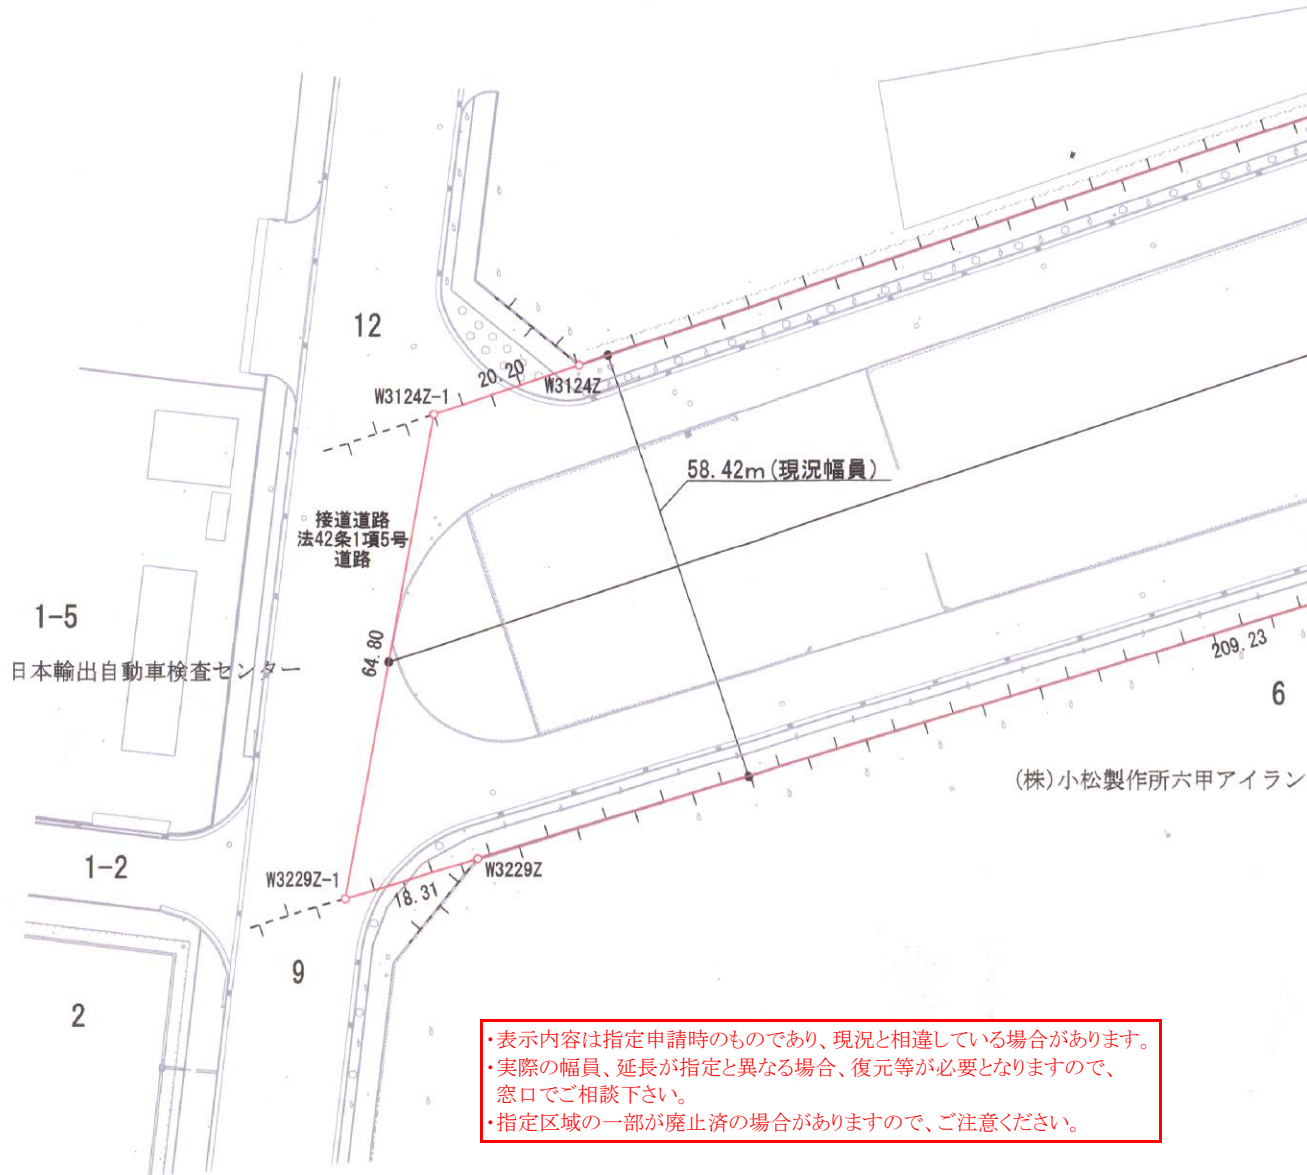 12
20.20
W3124Z
W3124Z-1
58.42m(現況幅員)
接道道路
法42条1項5号
道路
1-5
日本輸出自動車検査センター
64.80
209.23
6
(株)小松製作所六甲アイラン
1-2
W3229Z-1
18.31
W3229Z
9
2
・表示内容は指定申請時のものであり、現況と相違している場合があります。
・実際の幅員、延長が指定と異なる場合、復元等が必要となりますので、
窓口でご相談下さい。
・指定区域の一部が廃止済の場合がありますので、ご注意ください。